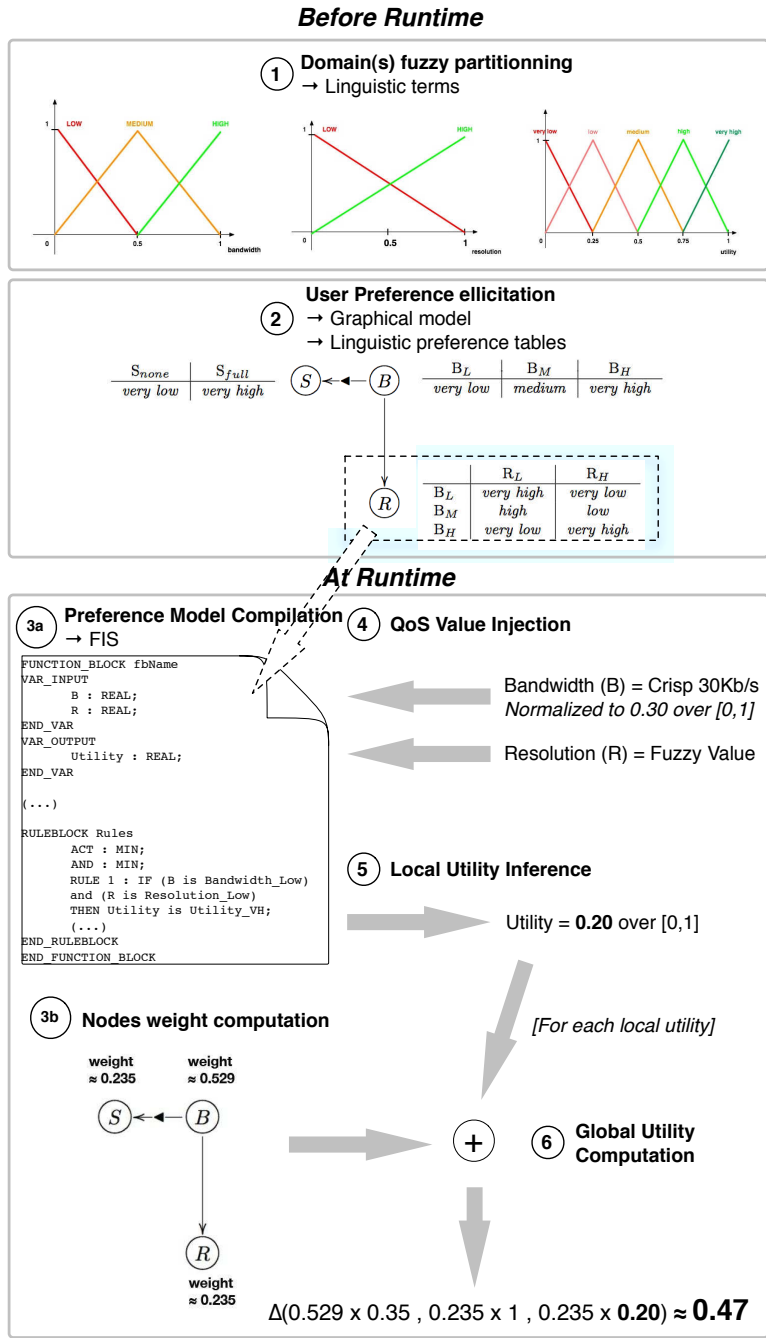 Before Runtime
1 Domain(s) fuzzy partitionning
→ Linguistic terms
1 LOW MEDIUM HIGH
0 0.5 1
bandwidth
1 LOW HIGH
0 0.5 1
resolution
very low low medium high very high
1
0 0.25 0.5 0.75 1
utility
User Preference ellicitation
2 → Graphical model
→ Linguistic preference tables
S_none S_full
very low very high
S B
B_L B_M B_H
very low medium very high
R
R_L R_H
B_L very high very low
B_M high low
B_H very low very high
At Runtime
3a Preference Model Compilation
→ FIS
FUNCTION_BLOCK fbName
VAR_INPUT
B : REAL;
R : REAL;
END_VAR
VAR_OUTPUT
Utility : REAL;
END_VAR
(...)
RULEBLOCK Rules
ACT : MIN;
AND : MIN;
RULE 1 : IF (B is Bandwidth_Low)
and (R is Resolution_Low)
THEN Utility is Utility_VH;
(...)
END_RULEBLOCK
END_FUNCTION_BLOCK
4 QoS Value Injection
Bandwidth (B) = Crisp 30Kb/s
Normalized to 0.30 over [0,1]
Resolution (R) = Fuzzy Value
5 Local Utility Inference
Utility = 0.20 over [0,1]
[For each local utility]
3b Nodes weight computation
weight weight
≈ 0.235 ≈ 0.529
S B
R
weight
≈ 0.235
+
6 Global Utility
Computation
Δ(0.529 x 0.35 , 0.235 x 1 , 0.235 x 0.20) ≈ 0.47